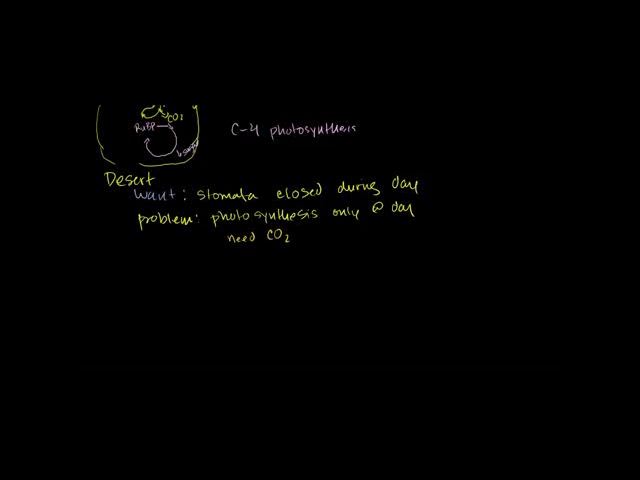 CO2
RuBP
C-4 photosynthesis
Desert
want: stomata closed during day
problem: photosynthesis only @ day
need CO2